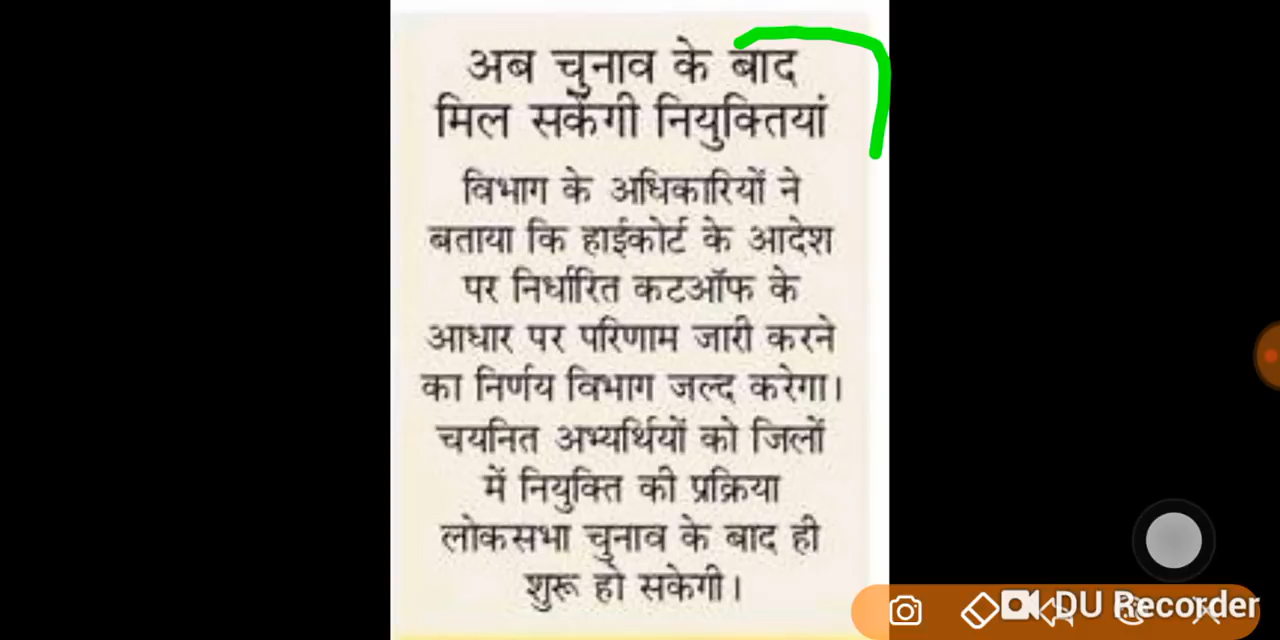 अब चुनाव के बाद
मिल सकेंगी नियुक्तियां
विभाग के अधिकारियों ने
बताया कि हाईकोर्ट के आदेश
पर निर्धारित कटऑफ के
आधार पर परिणाम जारी करने
का निर्णय विभाग जल्द करेगा।
चयनित अभ्यर्थियों को जिलों
में नियुक्ति की प्रक्रिया
लोकसभा चुनाव के बाद ही
शुरू हो सकेगी।
DU Recorder